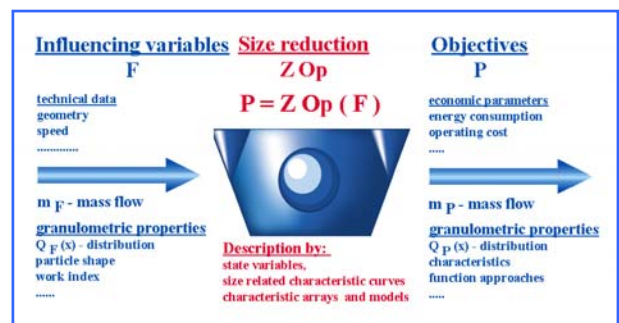 Influencing variables
F
technical data
geometry
speed
.............
m F - mass flow
granulometric properties
Q F (x) - distribution
particle shape
work index
......
Size reduction
Z Op
P = Z Op ( F )
Description by:
state variables,
size related characteristic curves
characteristic arrays and models
Objectives
P
economic parameters
energy consumption
operating cost
.....
m P - mass flow
granulometric properties
Q P (x) - distribution
characteristics
function approaches
.....